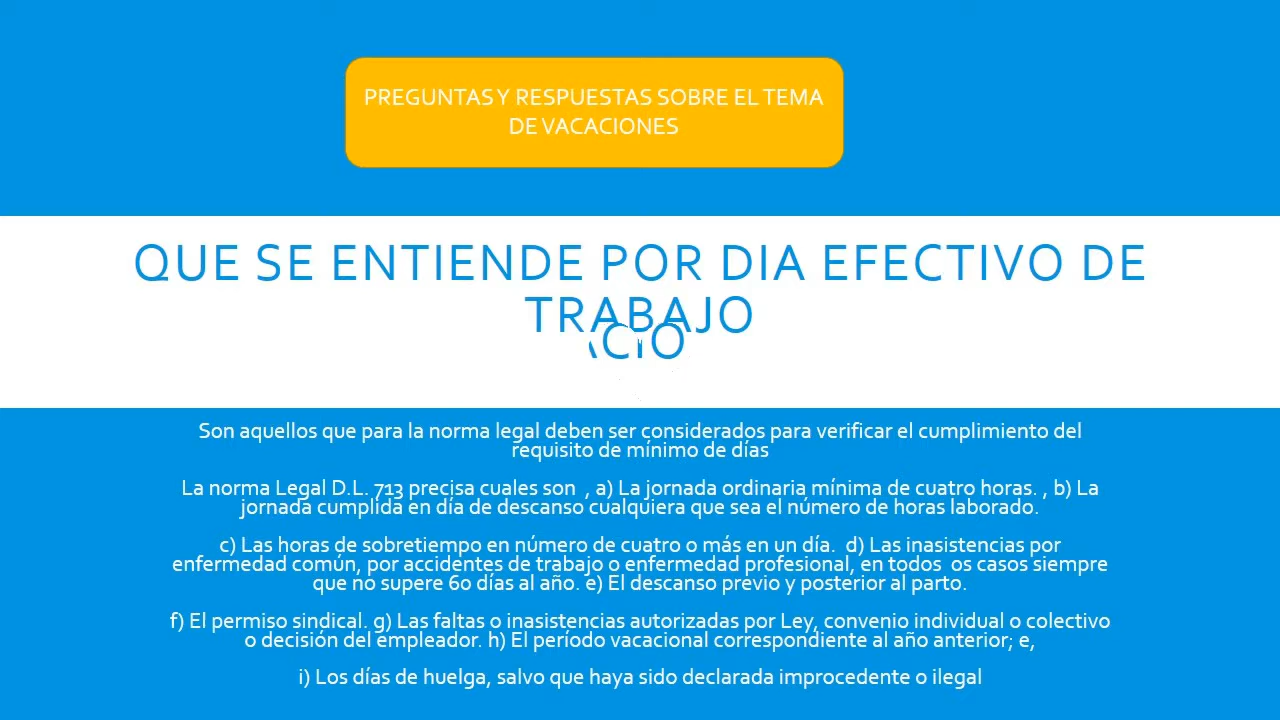 PREGUNTAS Y RESPUESTAS SOBRE EL TEMA
DE VACACIONES
QUE SE ENTIENDE POR DIA EFECTIVO DE
TRABAJO
Son aquellos que para la norma legal deben ser considerados para verificar el cumplimiento del
requisito de mínimo de días
La norma Legal D.L. 713 precisa cuales son , a) La jornada ordinaria mínima de cuatro horas. , b) La
jornada cumplida en día de descanso cualquiera que sea el número de horas laborado.
c) Las horas de sobretiempo en número de cuatro o más en un día. d) Las inasistencias por
enfermedad común, por accidentes de trabajo o enfermedad profesional, en todos os casos siempre
que no supere 60 días al año. e) El descanso previo y posterior al parto.
f) El permiso sindical. g) Las faltas o inasistencias autorizadas por Ley, convenio individual o colectivo
o decisión del empleador. h) El período vacacional correspondiente al año anterior; e,
i) Los días de huelga, salvo que haya sido declarada improcedente o ilegal